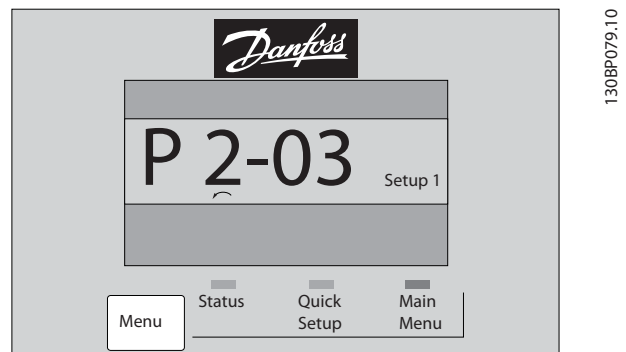 Danfoss
P 2-03
Setup 1
Status
Quick
Setup
Main
Menu
Menu
130BP079.10